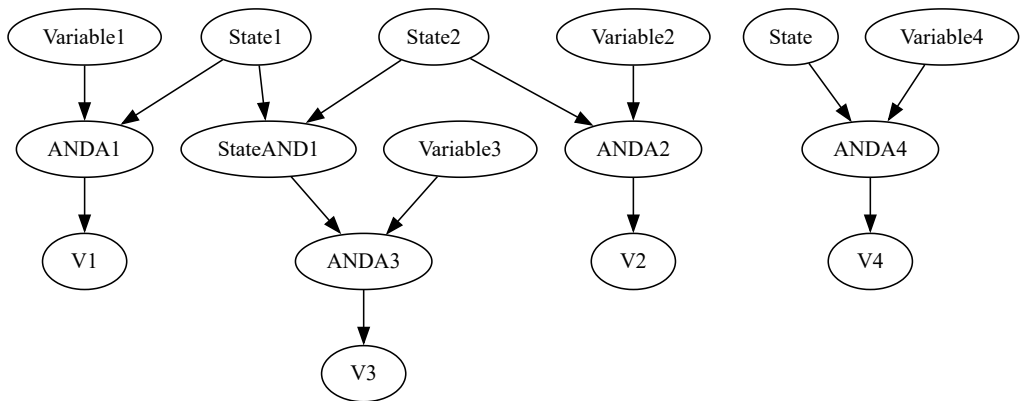 Variable1
State1
State2
Variable2
State
Variable4
ANDA1
StateAND1
Variable3
ANDA2
ANDA4
V1
ANDA3
V2
V4
V3